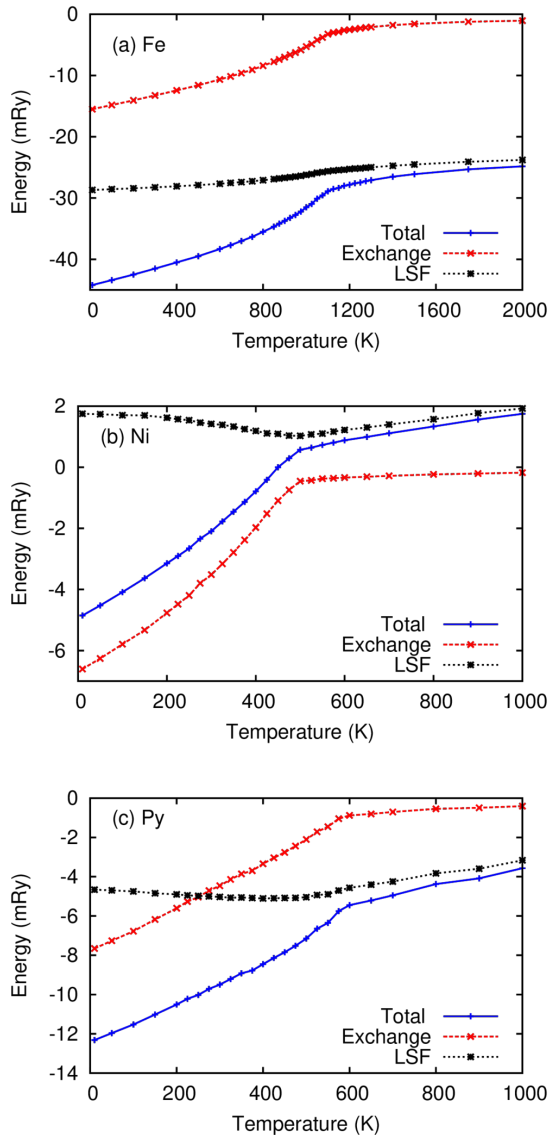 (a) Fe
0
-10
-20
-30
-40
Energy (mRy)
Total
Exchange
LSF
0 400 800 1200 1600 2000
Temperature (K)
(b) Ni
2
0
-2
-4
-6
Energy (mRy)
Total
Exchange
LSF
0 200 400 600 800 1000
Temperature (K)
(c) Py
0
-2
-4
-6
-8
-10
-12
-14
Energy (mRy)
Total
Exchange
LSF
0 200 400 600 800 1000
Temperature (K)